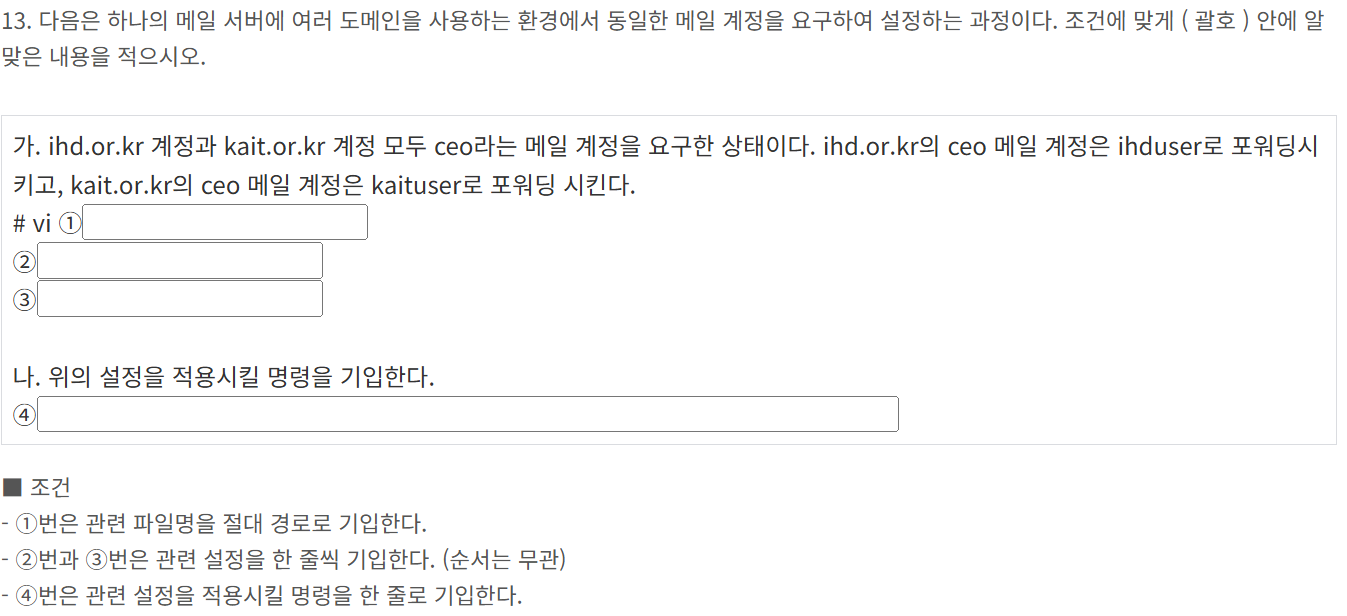 13. 다음은 하나의 메일 서버에 여러 도메인을 사용하는 환경에서 동일한 메일 계정을 요구하여 설정하는 과정이다. 조건에 맞게 ( 괄호 ) 안에 알
맞은 내용을 적으시오.
가. ihd.or.kr 계정과 kait.or.kr 계정 모두 ceo라는 메일 계정을 요구한 상태이다. ihd.or.kr의 ceo 메일 계정은 ihduser로 포워딩시
키고, kait.or.kr의 ceo 메일 계정은 kaituser로 포워딩 시킨다.
# vi ①
②
③
나. 위의 설정을 적용시킬 명령을 기입한다.
④
■ 조건
- ①번은 관련 파일명을 절대 경로로 기입한다.
- ②번과 ③번은 관련 설정을 한 줄씩 기입한다. (순서는 무관)
- ④번은 관련 설정을 적용시킬 명령을 한 줄로 기입한다.